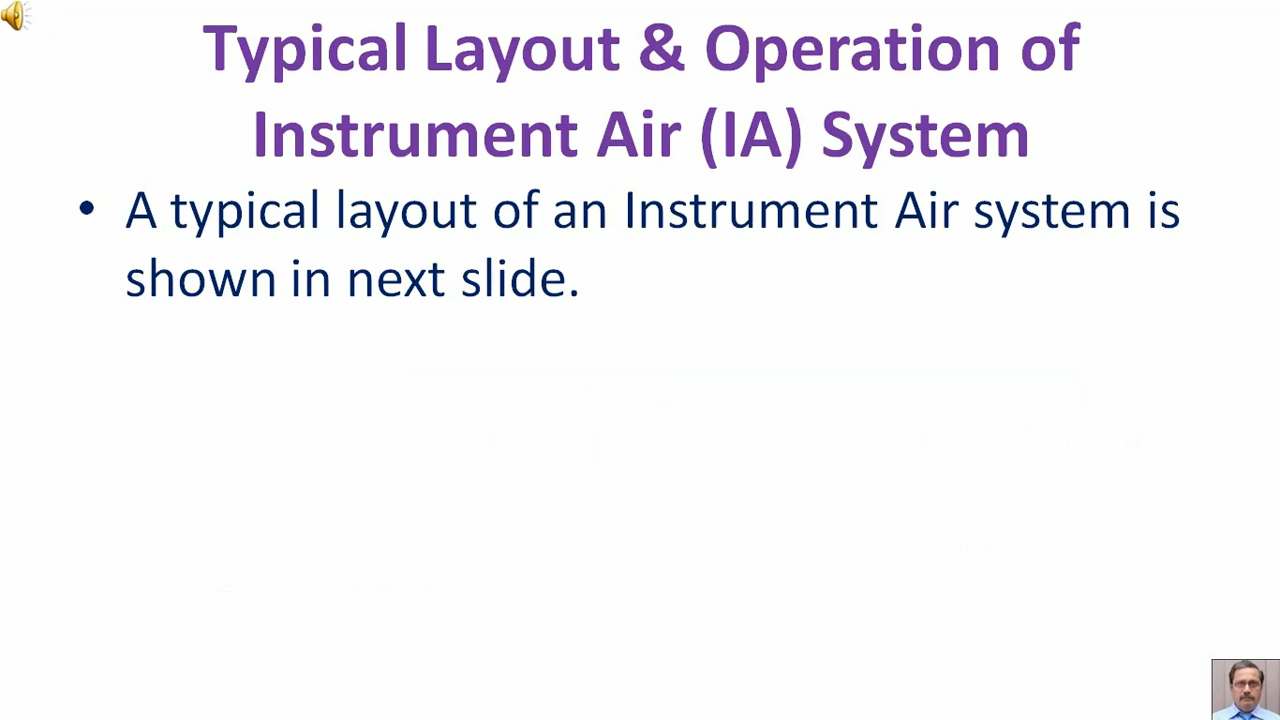 Typical Layout & Operation of
Instrument Air (IA) System
• A typical layout of an Instrument Air system is
shown in next slide.